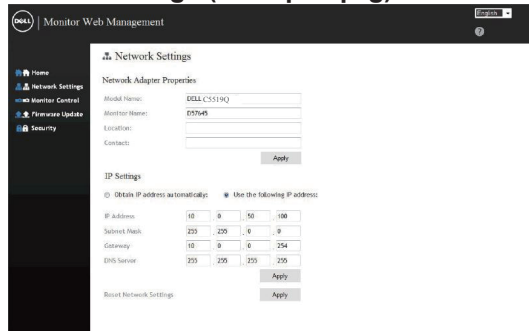 DELL | Monitor Web Management
English
Network Settings
Home
Network Settings
Monitor Control
Firmware Update
Security
Network Adapter Properties
Modul Name: DELL C5519Q
Monitor Name: D57645
Location:
Contact:
Apply
IP Settings
Obtain IP address automatically: Use the following IP address:
IP Address 10 . 0 . 50 . 100
Subnet Mask 255 . 255 . 0 . 0
Gateway 10 . 0 . 0 . 254
DNS Server 255 . 255 . 255 . 255
Apply
Reset Network Settings Apply